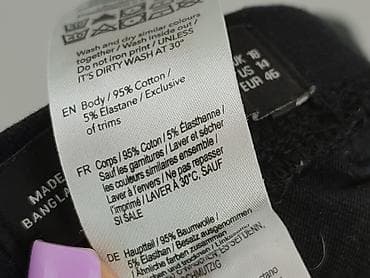 Wash and dry similar colours
together / Wash inside out /
Do not iron print / UNLESS
IT'S DIRTY WASH AT 30°
EN Body / 95% Cotton /
5% Elastane / Exclusive
of trims
FR Corps / 95% Coton / 5% Élasthanne /
Sauf les garnitures / Laver et sécher
les couleurs similaires ensemble /
Laver à l'envers / Ne pas repasser
l'imprimé / LAVER À 30°C, SAUF
SI SALE
DE Hauptteil / 95% Baumwolle /
5% Elasthan / Besatz ausgenommen
/ Ähnliche Farben zusammen
UK 18
US 14
EUR 46
MADE
BANGLA